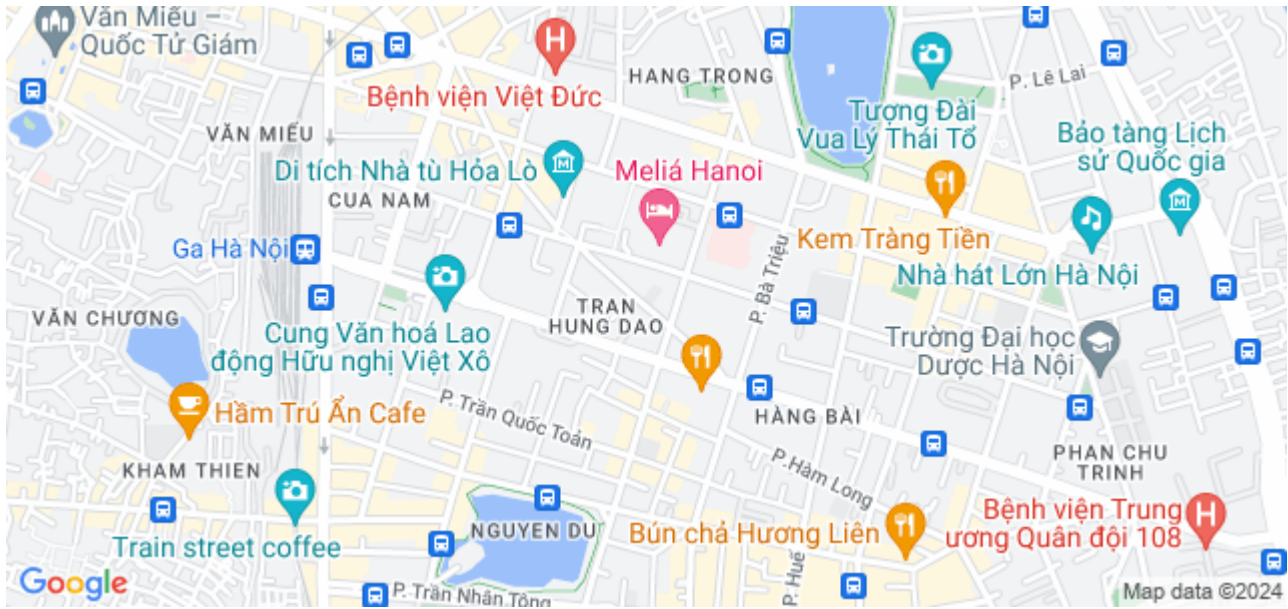 Văn Miếu –
Quốc Tử Giám
H
Bệnh viện Việt Đức
HANG TRONG
P. Lê Lai
Tượng Đài
Vua Lý Thái Tổ
Bảo tàng Lịch
sử Quốc gia
VĂN MIẾU
Di tích Nhà tù Hỏa Lò
M
Meliá Hanoi
M
CUA NAM
Kem Tràng Tiền
Ga Hà Nội
P. Bà Triệu
Nhà hát Lớn Hà Nội
VĂN CHƯƠNG
TRAN
HUNG DAO
Cung Văn hoá Lao
động Hữu nghị Việt Xô
Trường Đại học
Dược Hà Nội
P. Trần Quốc Toản
Hầm Trú Ẩn Cafe
HÀNG BÀI
KHAM THIEN
P.Hàm Long
PHAN CHU
TRINH
NGUYEN DU
Bún chả Hương Liên
Bệnh viện Trung
ương Quân đội 108
H
Train street coffee
P. Huế
Google
P. Trần Nhân Tông
Map data ©2024